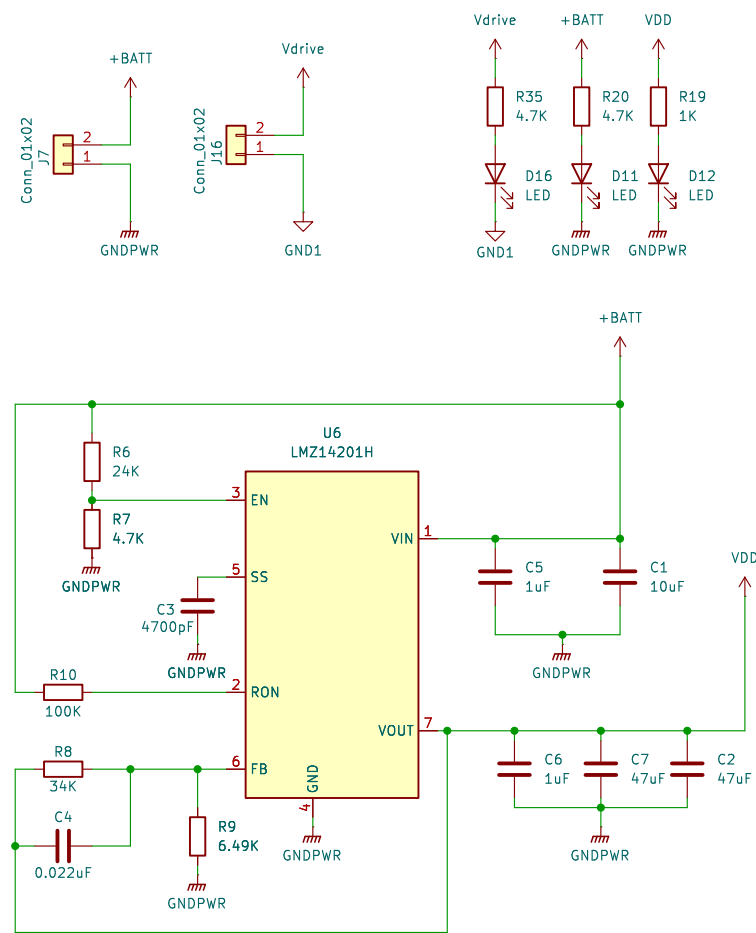 +BATT
Conn_01x02
J7
2
1
GNDPWR
Vdrive
Conn_01x02
J16
2
1
GND1
Vdrive
R35
4.7K
D16
LED
GND1
+BATT
R20
4.7K
D11
LED
GNDPWR
VDD
R19
1K
D12
LED
GNDPWR
+BATT
U6
LMZ14201H
R6
24K
R7
4.7K
GNDPWR
3
EN
5
SS
C3
4700pF
GNDPWR
R10
100K
2
RON
R8
34K
6
FB
C4
0.022uF
R9
6.49K
GNDPWR
GND
4
GNDPWR
VIN
1
C5
1uF
C1
10uF
GNDPWR
VDD
VOUT
7
C6
1uF
C7
47uF
C2
47uF
GNDPWR